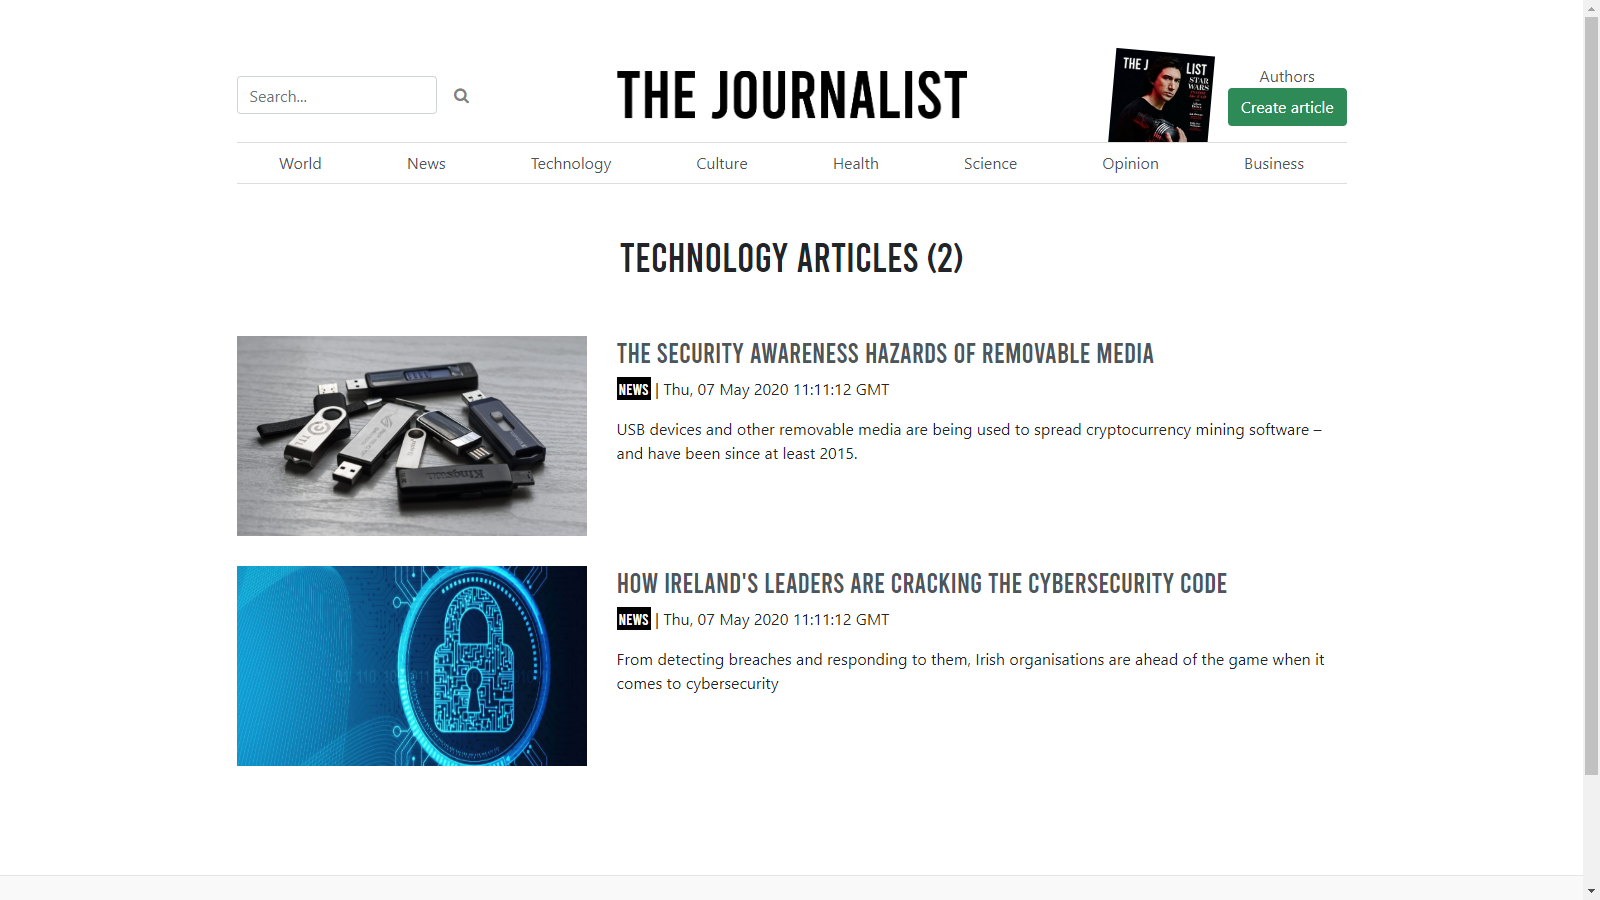 Search...
THE JOURNALIST
THE J LIST
STAR
WARS
Authors
Create article
World News Technology Culture Health Science Opinion Business
TECHNOLOGY ARTICLES (2)
THE SECURITY AWARENESS HAZARDS OF REMOVABLE MEDIA
NEWS | Thu, 07 May 2020 11:11:12 GMT
USB devices and other removable media are being used to spread cryptocurrency mining software –
and have been since at least 2015.
HOW IRELAND'S LEADERS ARE CRACKING THE CYBERSECURITY CODE
NEWS | Thu, 07 May 2020 11:11:12 GMT
From detecting breaches and responding to them, Irish organisations are ahead of the game when it
comes to cybersecurity